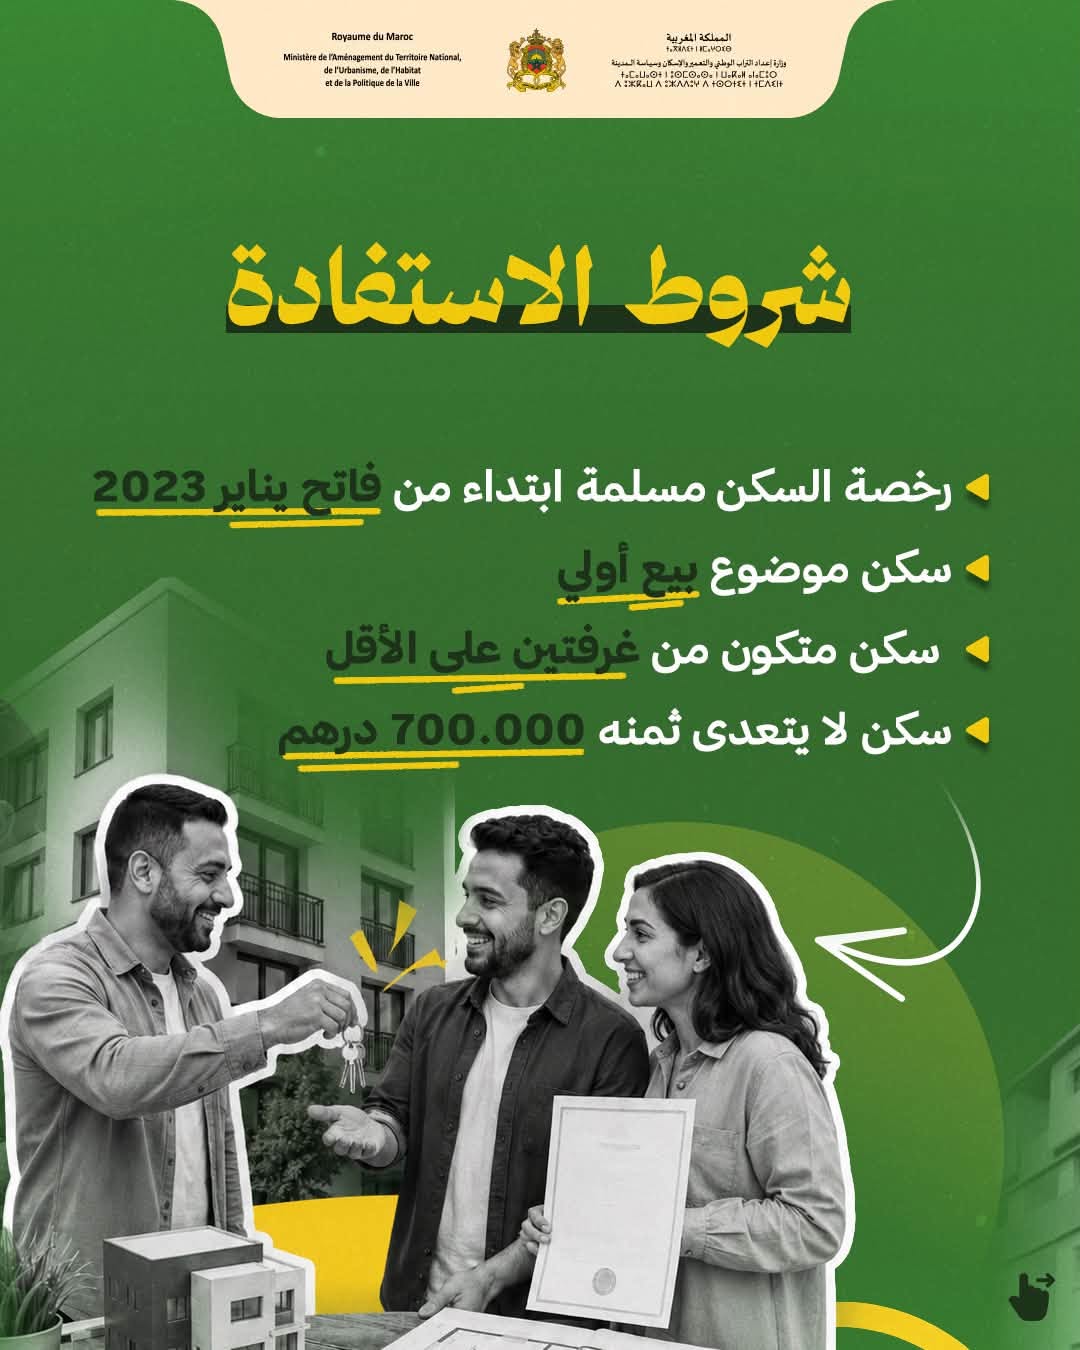 Royaume du Maroc
Ministère de l'Aménagement du Territoire National,
de l'Urbanisme, de l'Habitat
et de la Politique de la Ville
المملكة المغربية
ⵜⴰⴳⵍⴷⵉⵜ ⵏ ⵍⵎⵖⵔⵉⴱ
وزارة إعداد التراب الوطني والتعمير والإسكان وسياسة المدينة
شروط الاستفادة
رخصة السكن مسلمة ابتداء من فاتح يناير 2023
سكن موضوع بيع أولي
سكن متكون من غرفتين على الأقل
سكن لا يتعدى ثمنه 700.000 درهم